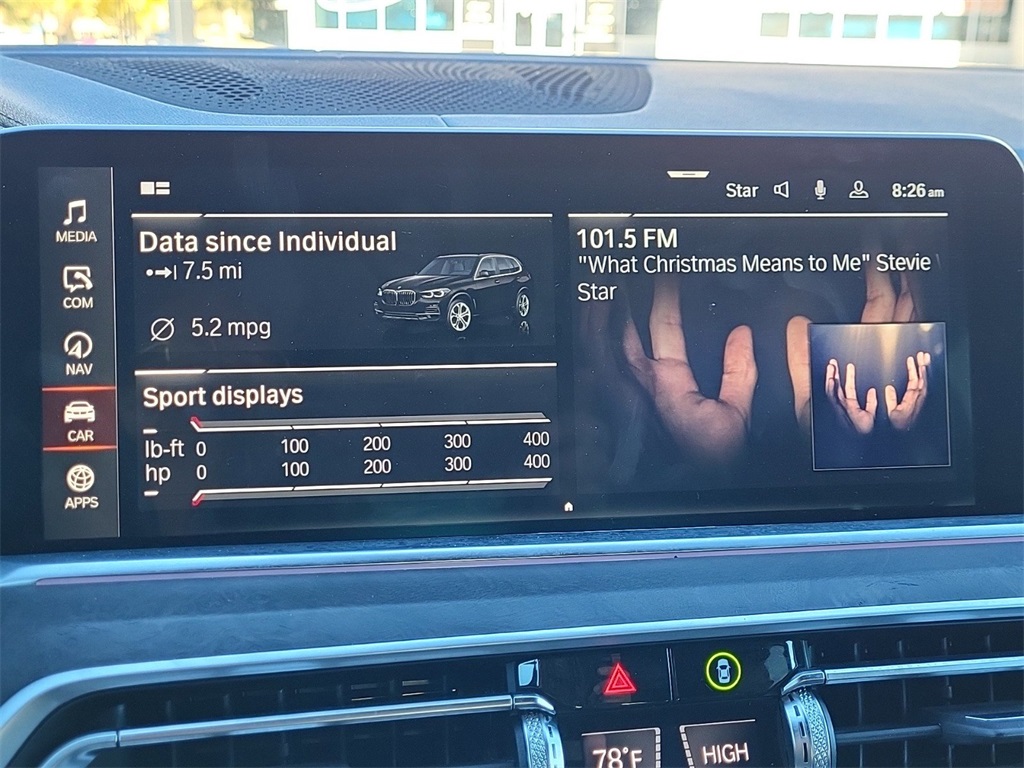 Star 8:26 am
MEDIA
COM
NAV
CAR
APPS
Data since Individual
7.5 mi
5.2 mpg
Sport displays
lb-ft 0 100 200 300 400
hp 0 100 200 300 400
101.5 FM
"What Christmas Means to Me" Stevie
Star
78°F
HIGH